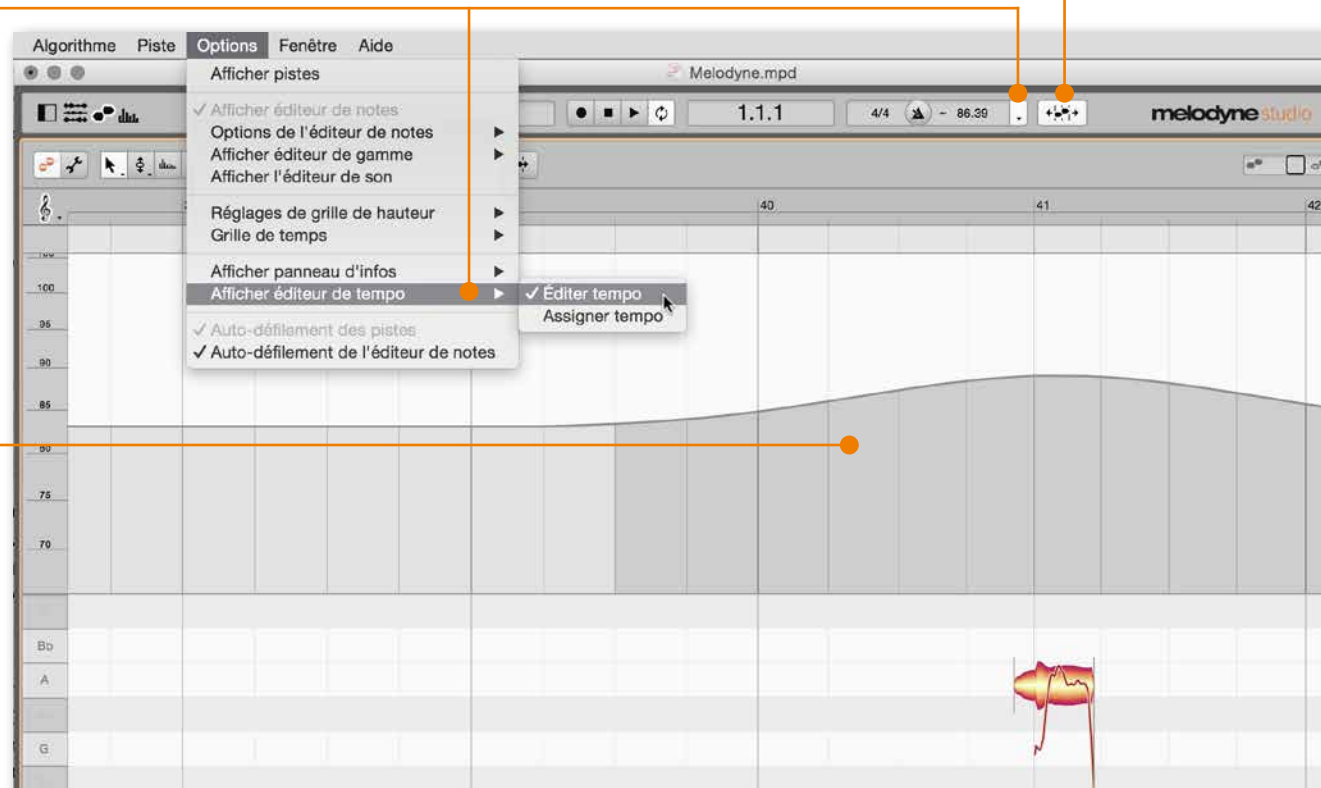 Algorithme Piste Options Fenêtre Aide
Melodyne.mpd
Afficher pistes
✓ Afficher éditeur de notes
Options de l'éditeur de notes ▶
Afficher éditeur de gamme ▶
Afficher l'éditeur de son
Réglages de grille de hauteur ▶
Grille de temps ▶
Afficher panneau d'infos ▶
Afficher éditeur de tempo ▶
✓ Éditer tempo
Assigner tempo
✓ Auto-défilement des pistes
✓ Auto-défilement de l'éditeur de notes
1.1.1 4/4 ~ 86.39 melodyne studio
40 41 42
100
95
90
85
80
75
70
Bb
A
G